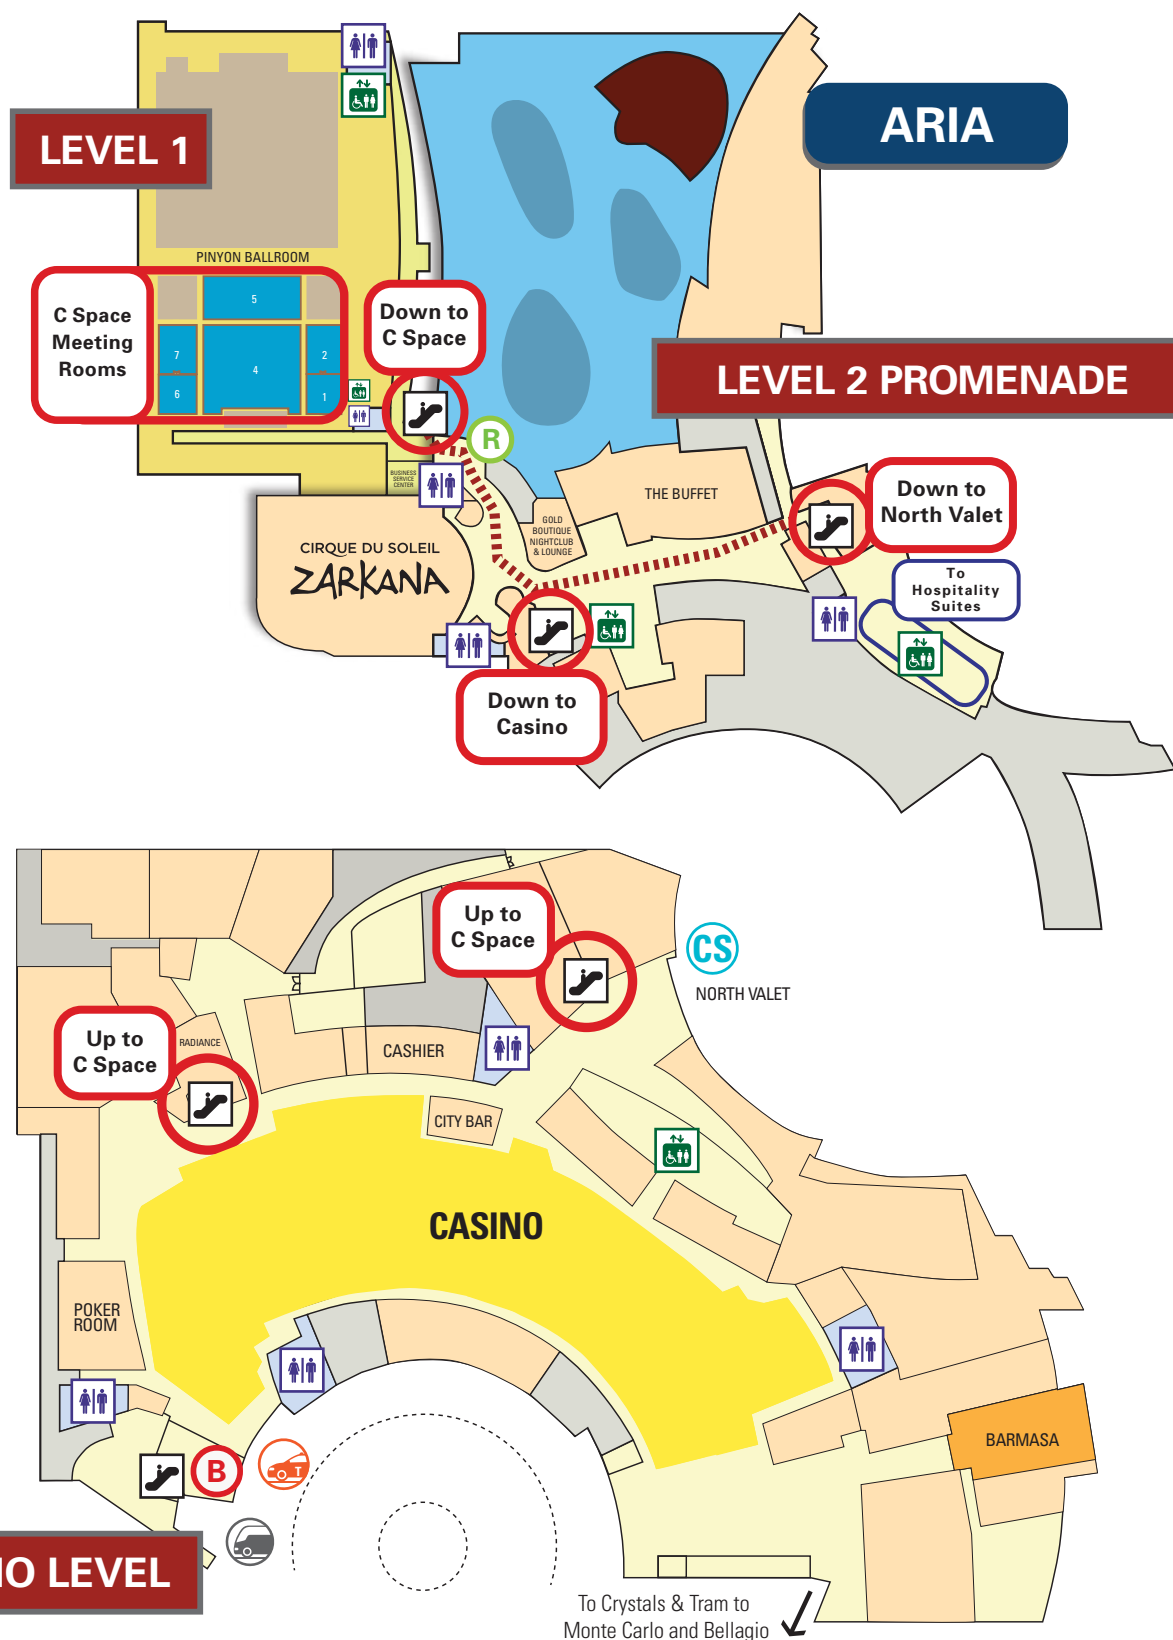 ARIA
LEVEL 1
PINYON BALLROOM
C Space
Meeting
Rooms
5
7
4
2
6
1
Down to
C Space
LEVEL 2 PROMENADE
R
BUSINESS
SERVICE
CENTER
THE BUFFET
Down to
North Valet
GOLD
BOUTIQUE
NIGHTCLUB
& LOUNGE
CIRQUE DU SOLEIL
ZARKANA
To
Hospitality
Suites
Down to
Casino
Up to
C Space
CS
NORTH VALET
Up to
C Space
RADIANCE
CASHIER
CITY BAR
CASINO
POKER
ROOM
BARMASA
B
T
NO LEVEL
To Crystals & Tram to
Monte Carlo and Bellagio